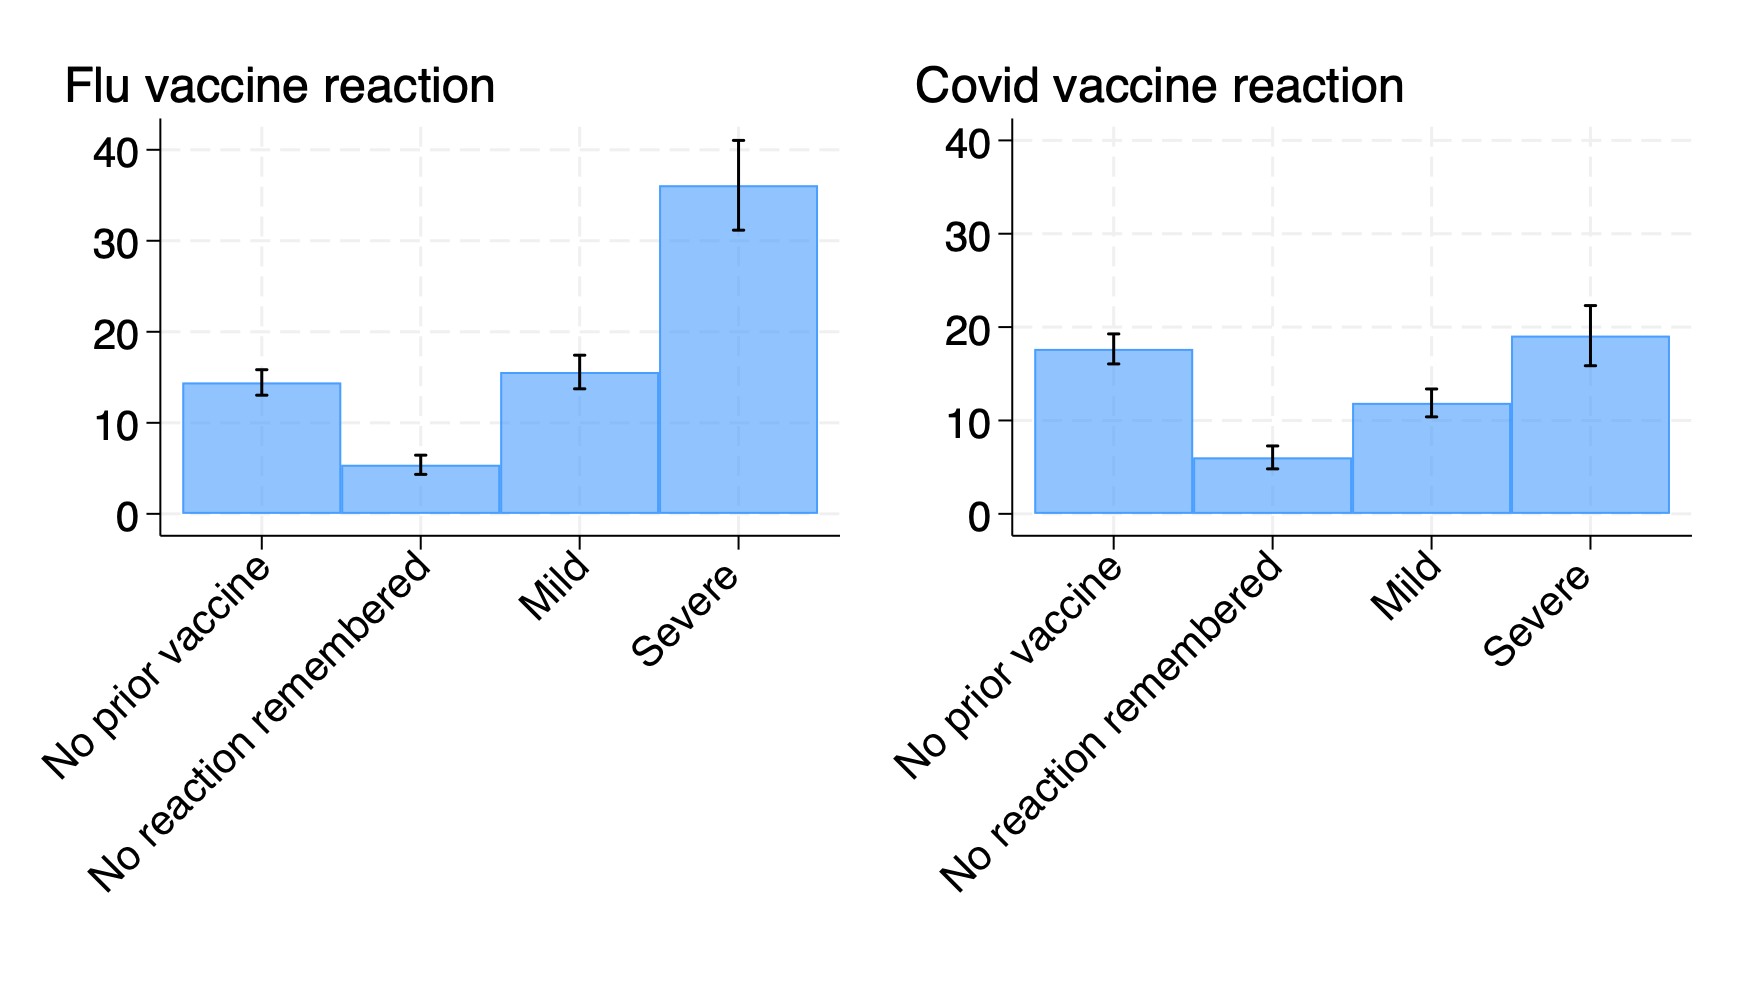 Flu vaccine reaction
40
30
20
10
0
No prior vaccine
No reaction remembered
Mild
Severe
Covid vaccine reaction
40
30
20
10
0
No prior vaccine
No reaction remembered
Mild
Severe